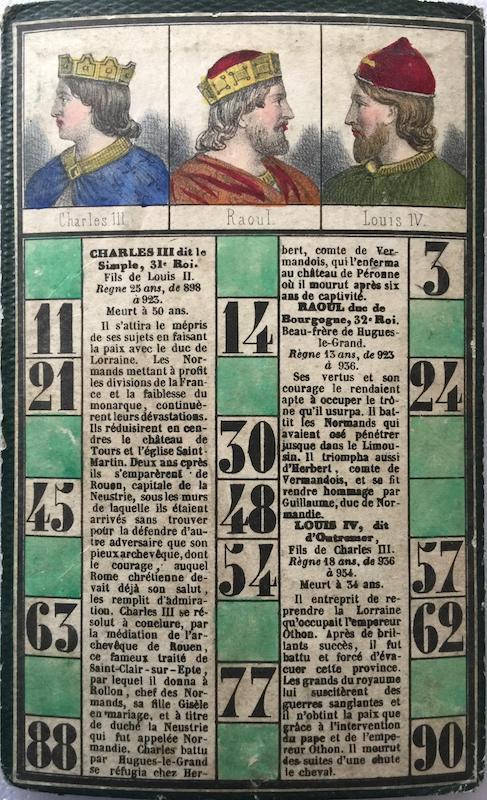 Charles III.
Raoul.
Louis IV.
CHARLES III dit le
Simple, 31e Roi.
Fils de Louis II.
Règne 25 ans, de 898
à 923.
Meurt à 50 ans.
Il s'attira le mépris
de ses sujets en faisant
la paix avec le duc de
Lorraine. Les Nor-
mands mettant à profit
les divisions de la Fran-
ce et la faiblesse du
monarque, continuè-
rent leurs dévastations.
Ils réduisirent en cen-
dres le château de
Tours et l'église Saint-
Martin. Deux ans cprès
ils s'emparèrent de
Rouen, capitale de la
Neustrie, sous les murs
de laquelle ils étaient
arrivés sans trouver
pour la défendre d'au-
tre adversaire que son
pieux archevêque, dont
le courage, auquel
Rome chrétienne de-
vait déjà son salut,
les remplit d'admira-
tion. Charles III se ré-
solut à conclure, par
la médiation de l'ar-
chevêque de Rouen,
ce fameux traité de
Saint-Clair-sur-Epte,
par lequel il donna à
Rollon, chef des Nor-
mands, sa fille Gisèle
en mariage, et à titre
de duché la Neustrie
qui fut appelée Nor-
mandie. Charles battu
par Hugues-le-Grand
se réfugia chez Her-
bert, comte de Ver-
mandois, qui l'enferma
au château de Péronne
où il mourut après six
ans de captivité.
RAOUL duc de
Bourgogne, 32e Roi.
Beau-frère de Hugues-
le-Grand.
Règne 13 ans, de 923
à 936.
Ses vertus et son
courage le rendaient
apte à occuper le trô-
ne qu'il usurpa. Il bat-
tit les Normands qui
avaient osé pénétrer
jusque dans le Limou-
sin. Il triompha aussi
d'Herbert, comte de
Vermandois, et se fit
rendre hommage par
Guillaume, duc de Nor-
mandie.
LOUIS IV, dit
d'Outremer,
Fils de Charles III.
Règne 18 ans, de 936
à 954.
Meurt à 34 ans.
Il entreprit de re-
prendre la Lorraine
qu'occupait l'empereur
Othon. Après de bril-
lants succès, il fut
battu et forcé d'éva-
cuer cette province.
Les grands du royaume
lui suscitèrent des
guerres sanglantes et
il n'obtint la paix que
grâce à l'intervention
du pape et de l'empe-
reur Othon. Il mourut
des suites d'une chute
de cheval.
11
21
45
63
88
14
30
48
54
77
3
24
57
62
90